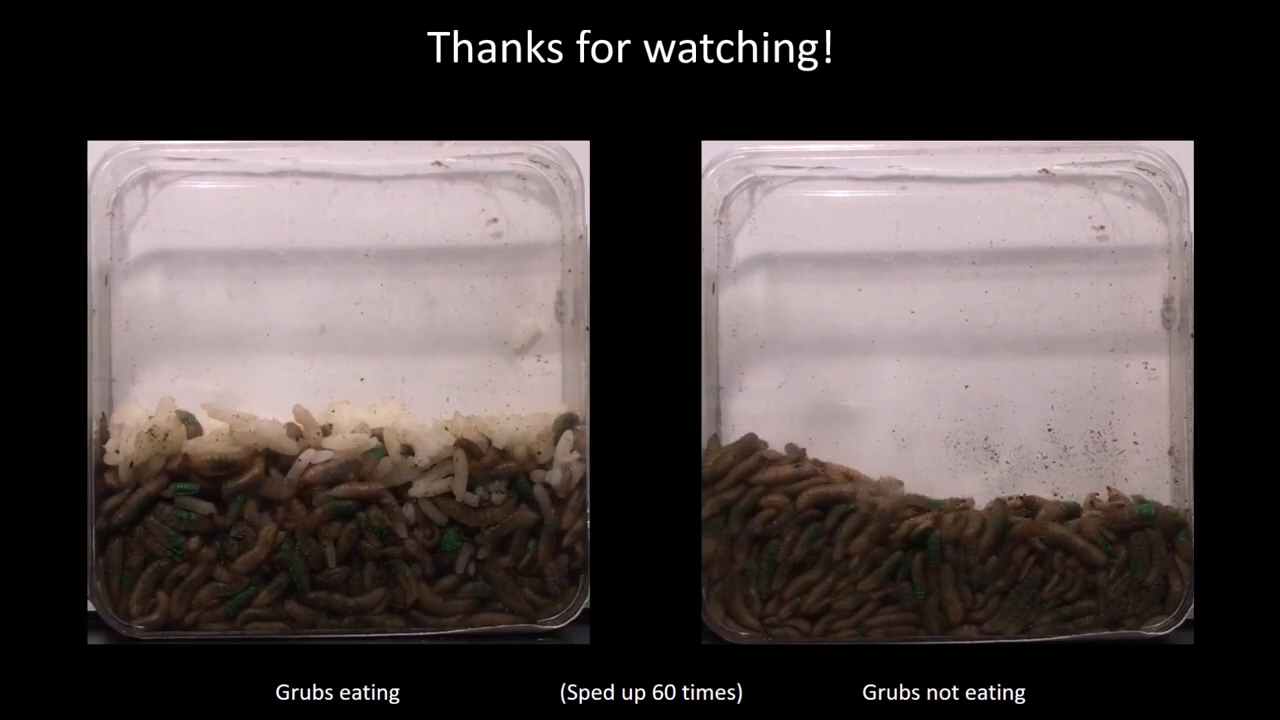 Thanks for watching!
Grubs eating
(Sped up 60 times)
Grubs not eating